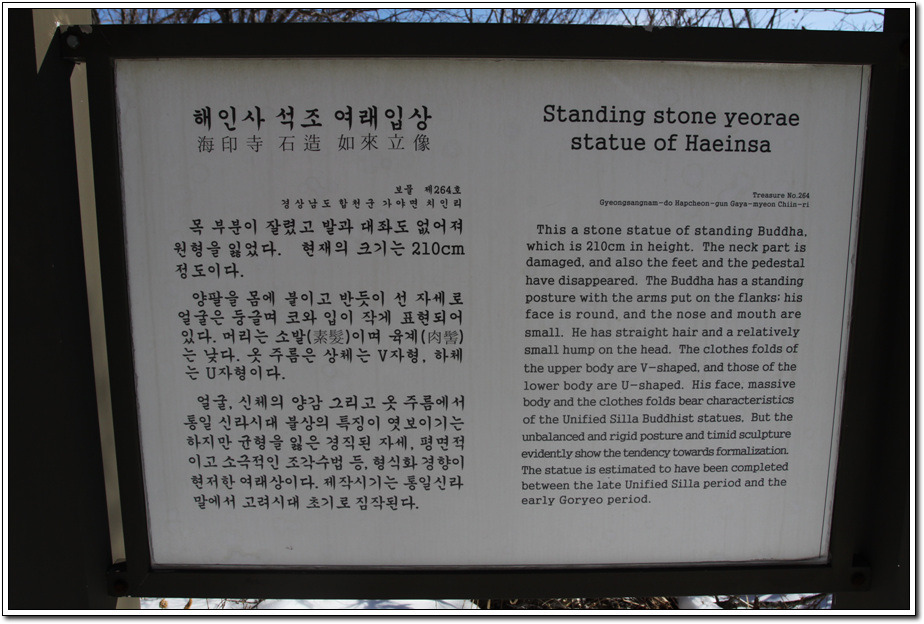 해인사 석조 여래입상
海印寺 石造 如來立像
보물 제264호
경상남도 합천군 가야면 치인리
목 부분이 잘렸고 발과 대좌도 없어져
원형을 잃었다. 현재의 크기는 210cm
정도이다.
양팔을 몸에 붙이고 반듯이 선 자세로
얼굴은 둥글며 코와 입이 작게 표현되어
있다. 머리는 소발(素髮)이며 육계(肉髻)
는 낮다. 옷 주름은 상체는 V자형, 하체
는 U자형이다.
얼굴, 신체의 양감 그리고 옷 주름에서
통일 신라시대 불상의 특징이 엿보이기는
하지만 균형을 잃은 경직된 자세, 평면적
이고 소극적인 조각수법 등, 형식화 경향이
현저한 여래상이다. 제작시기는 통일신라
말에서 고려시대 초기로 짐작된다.
Standing stone yeorae
statue of Haeinsa
Treasure No.264
Gyeongsangnam-do Hapcheon-gun Gaya-myeon Chiin-ri
This a stone statue of standing Buddha,
which is 210cm in height. The neck part is
damaged, and also the feet and the pedestal
have disappeared. The Buddha has a standing
posture with the arms put on the flanks: his
face is round, and the nose and mouth are
small. He has straight hair and a relatively
small hump on the head. The clothes folds of
the upper body are V-shaped, and those of the
lower body are U-shaped. His face, massive
body and the clothes folds bear characteristics
of the Unified Silla Buddhist statues. But the
unbalanced and rigid posture and timid sculpture
evidently show the tendency towards formalization.
The statue is estimated to have been completed
between the late Unified Silla period and the
early Goryeo period.